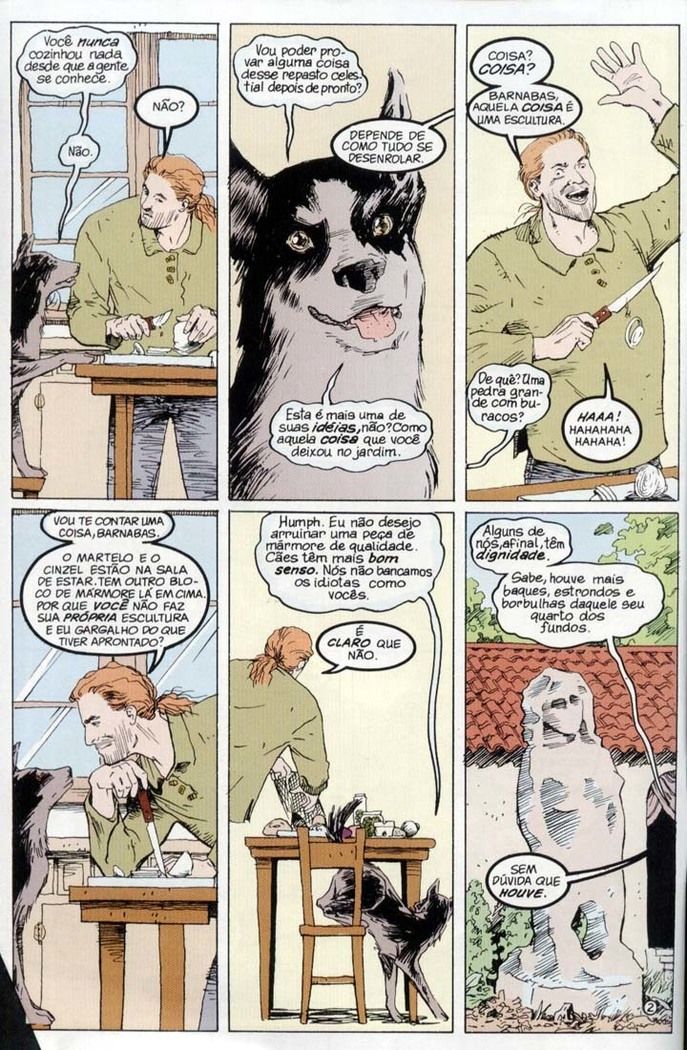 Você nunca
cozinhou nada
desde que a gente
se conhece.
NÃO?
Não.
Vou poder pro-
var alguma coisa
desse repasto celes-
tial depois de pronto?
DEPENDE DE
COMO TUDO SE
DESENROLAR.
Esta é mais uma de
suas idéias, não? Como
aquela coisa que você
deixou no jardim.
COISA?
COISA?
BARNABAS,
AQUELA COISA É
UMA ESCULTURA.
De quê? Uma
pedra gran-
de com bu-
racos?
HAAA!
HAHAHAHA
HAHAHA!
VOU TE CONTAR UMA
COISA, BARNABAS.
O MARTELO E O
CINZEL ESTÃO NA SALA
DE ESTAR. TEM OUTRO BLO-
CO DE MÁRMORE LÁ EM CIMA.
POR QUE VOCÊ NÃO FAZ
SUA PRÓPRIA ESCULTURA
E EU GARGALHO DO QUE
TIVER APRONTADO?
Humph. Eu não desejo
arruinar uma peça de
mármore de qualidade.
Cães têm mais bom
senso. Nós não bancamos
os idiotas como
vocês.
É
CLARO QUE
NÃO.
Alguns de
nós, afinal, têm
dignidade.
Sabe, houve mais
baques, estrondos e
borbulhas daquele seu
quarto dos
fundos.
SEM
DÚVIDA QUE
HOUVE.
2